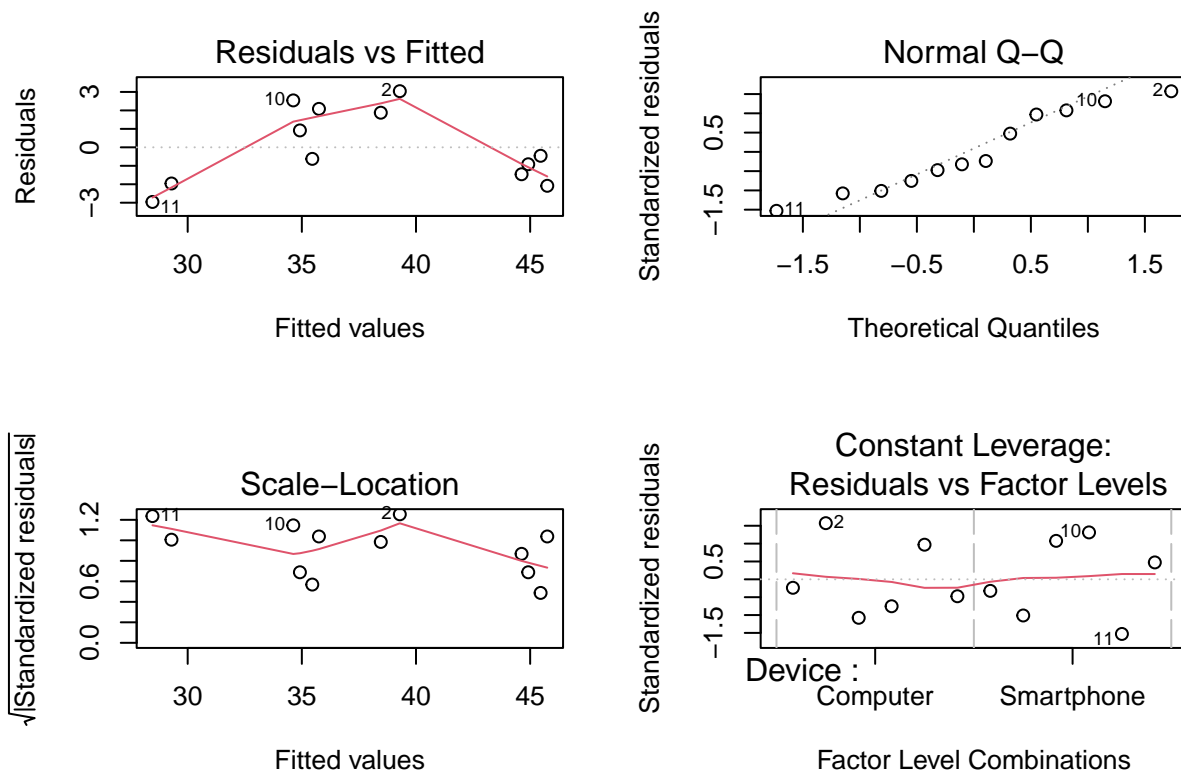 Residuals vs Fitted
Residuals
3
0
−3
10
2
11
30 35 40 45
Fitted values
Normal Q−Q
Standardized residuals
0.5
−1.5
2
10
11
−1.5 −0.5 0.5 1.5
Theoretical Quantiles
Scale−Location
√|Standardized residuals|
1.2
0.6
0.0
11
10
2
30 35 40 45
Fitted values
Constant Leverage:
Residuals vs Factor Levels
Standardized residuals
0.5
−1.5
2
10
11
Device :
Computer Smartphone
Factor Level Combinations